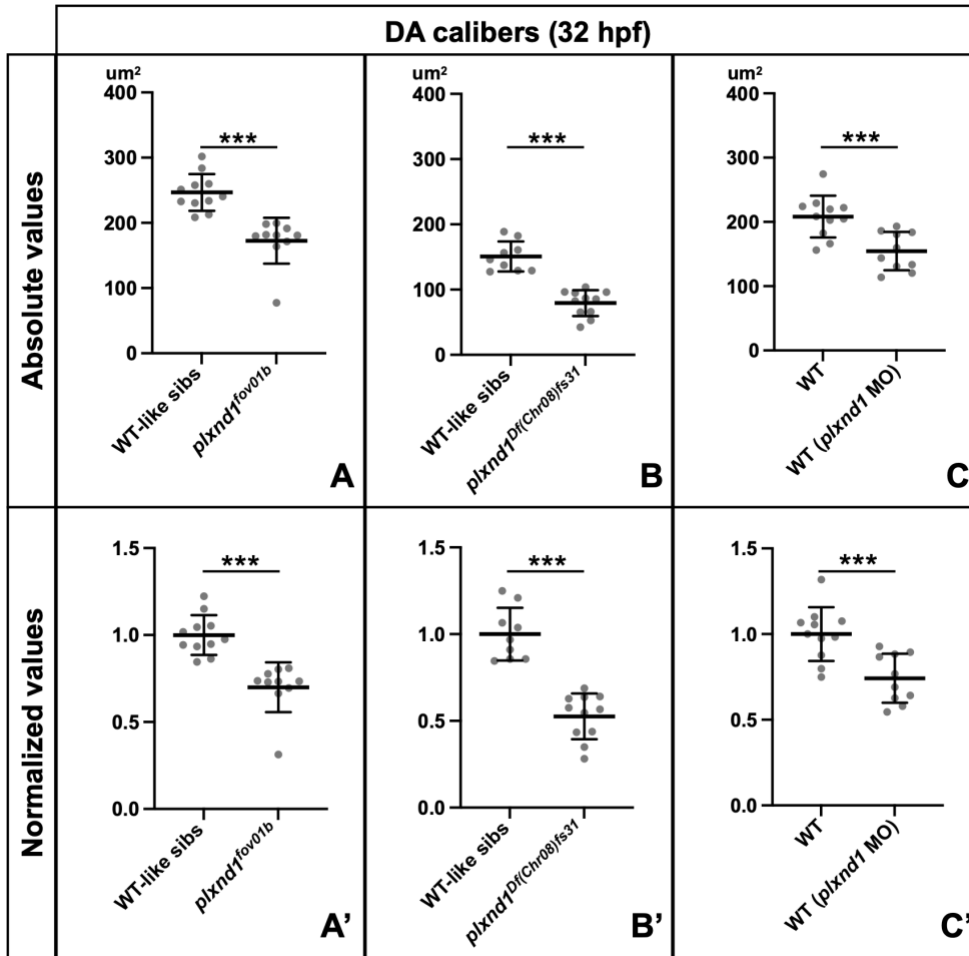 DA calibers (32 hpf)
Absolute values
um²
400
300
200
100
0
***
WT-like sibs
plxnd1fov01b
A
um²
400
300
200
100
0
***
WT-like sibs
plxnd1Df(Chr08)fs31
B
um²
400
300
200
100
0
***
WT
WT (plxnd1 MO)
C
Normalized values
1.5
1.0
0.5
0.0
***
WT-like sibs
plxnd1fov01b
A’
1.5
1.0
0.5
0.0
***
WT-like sibs
plxnd1Df(Chr08)fs31
B’
1.5
1.0
0.5
0.0
***
WT
WT (plxnd1 MO)
C’